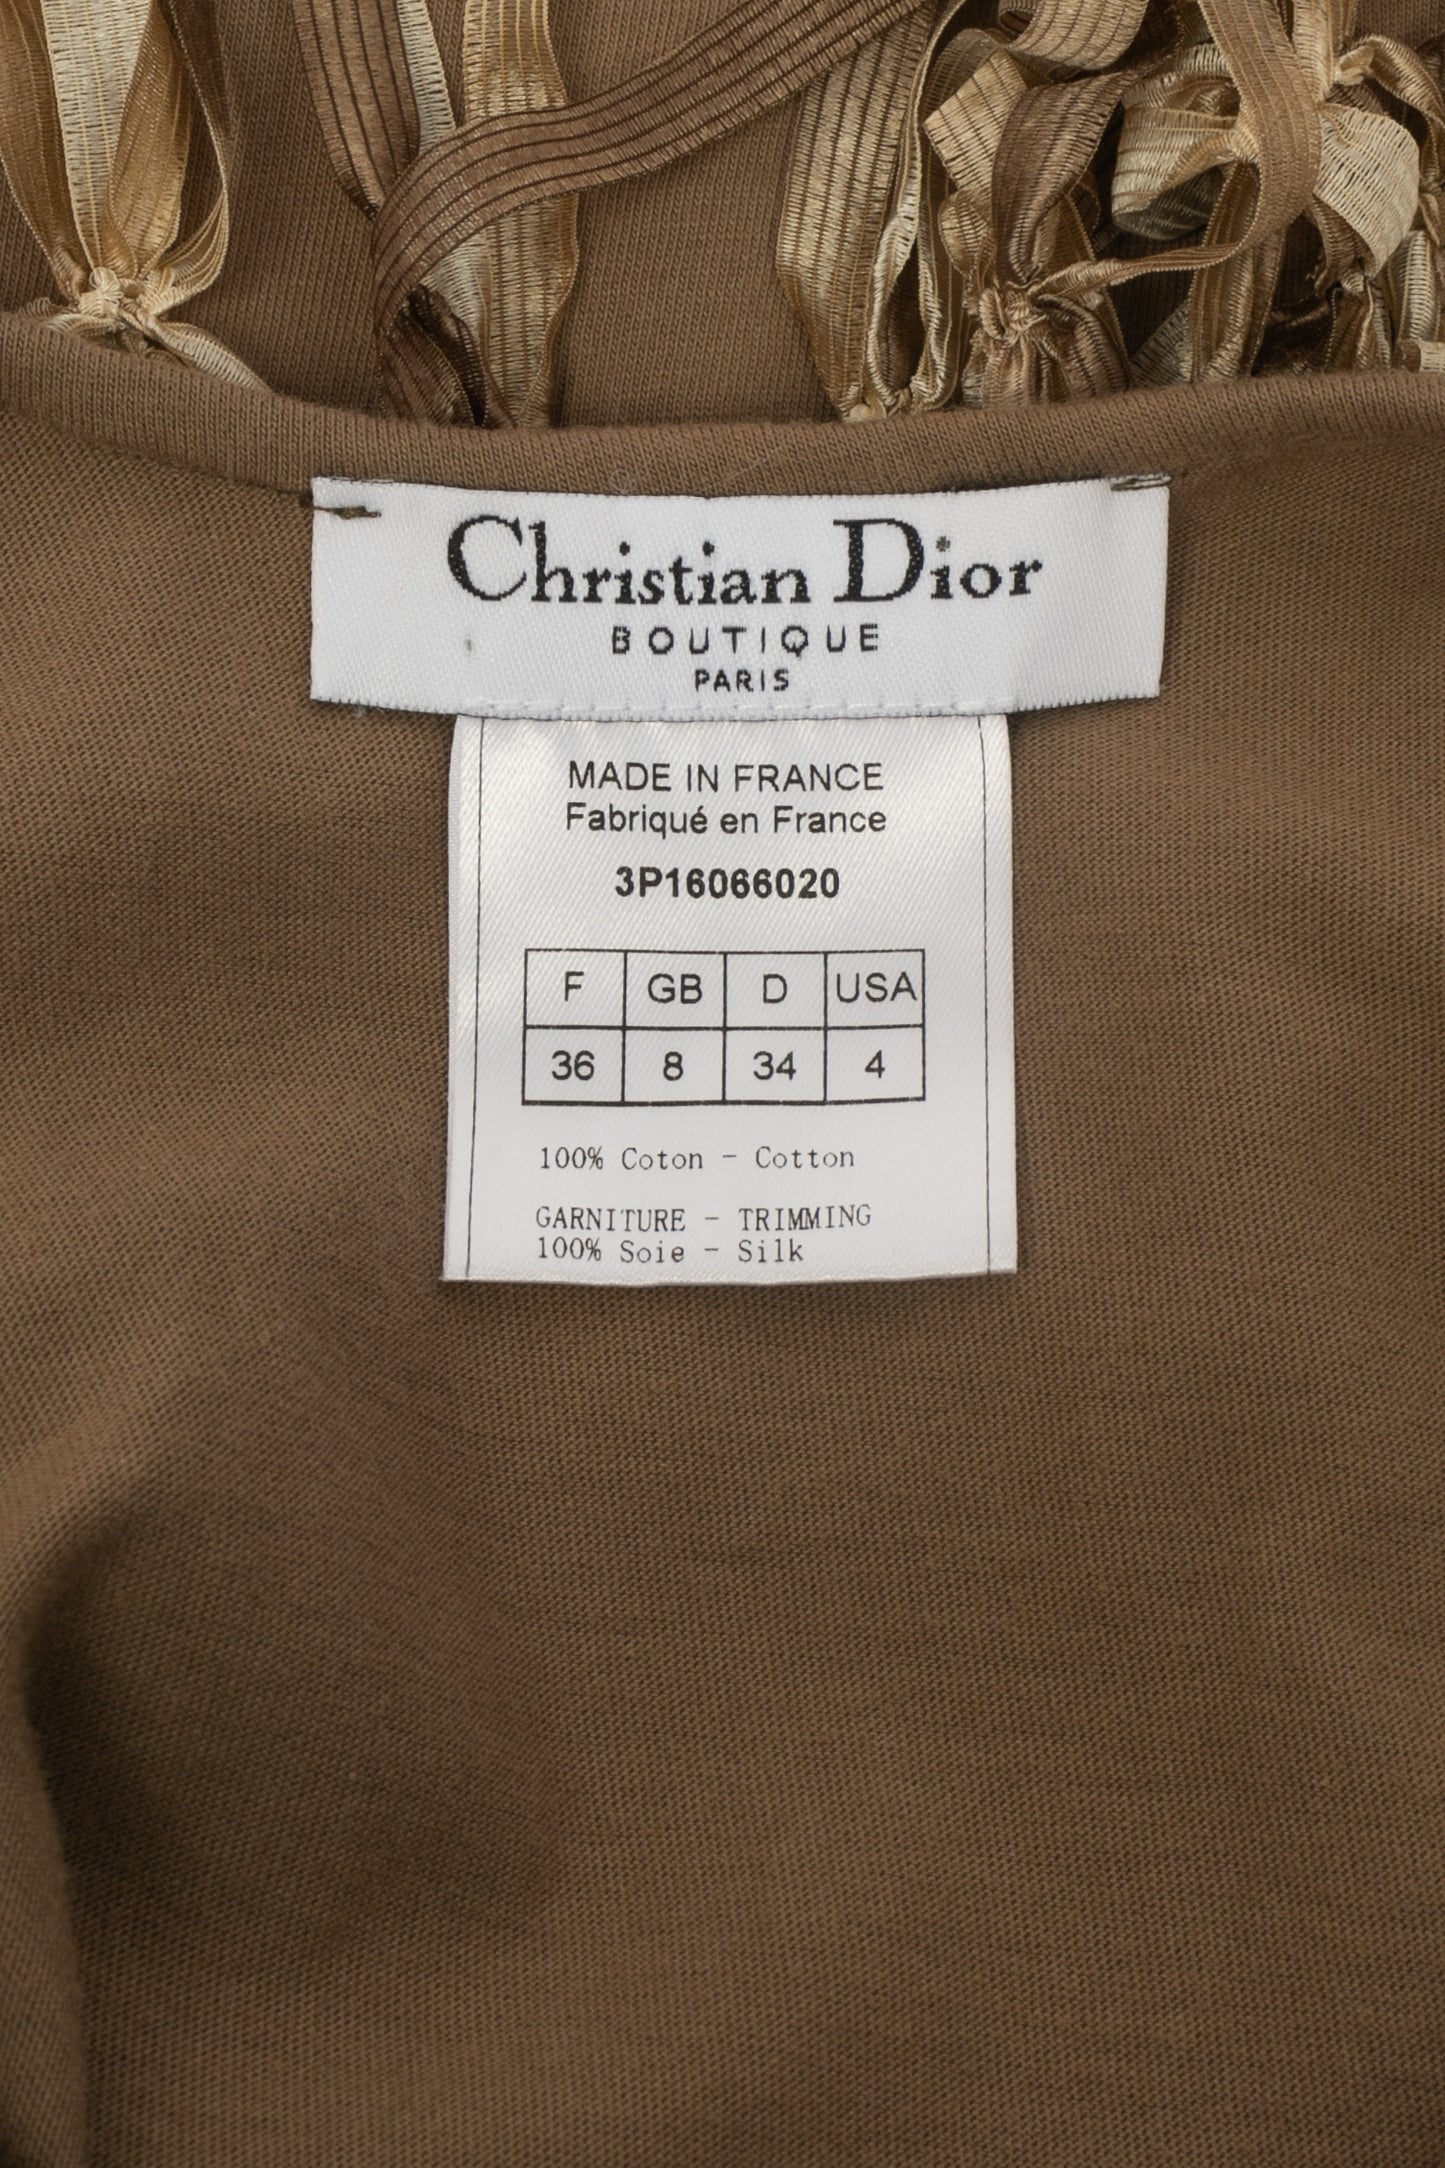 Christian Dior
BOUTIQUE
PARIS
MADE IN FRANCE
Fabriqué en France
3P16066020
F GB D USA
36 8 34 4
100% Coton - Cotton
GARNITURE - TRIMMING
100% Soie - Silk